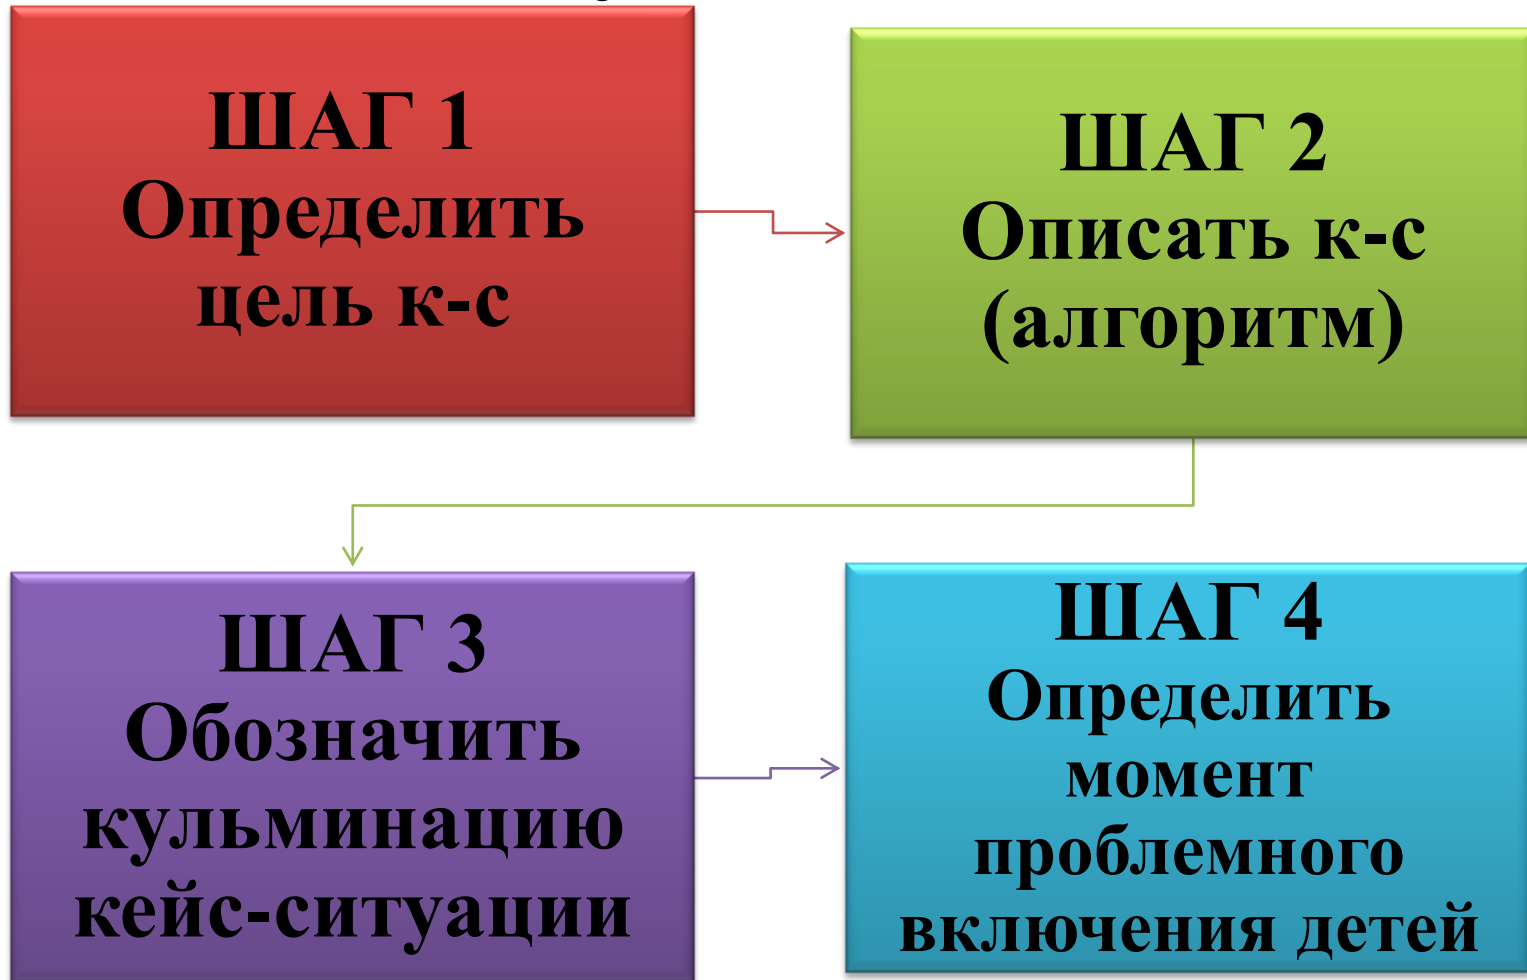 ШАГ 1
Определить
цель к-с
ШАГ 2
Описать к-с
(алгоритм)
ШАГ 3
Обозначить
кульминацию
кейс-ситуации
ШАГ 4
Определить
момент
проблемного
включения детей